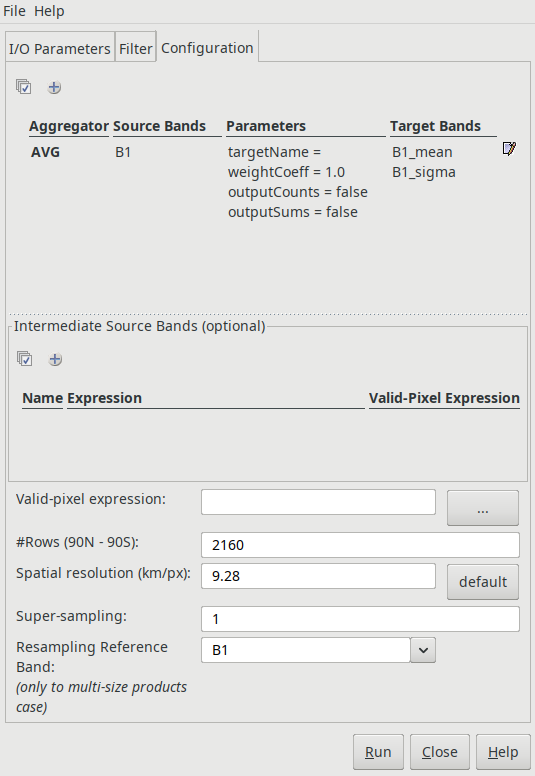 File Help
I/O Parameters Filter Configuration
Aggregator Source Bands Parameters Target Bands
AVG B1 targetName = B1_mean
weightCoeff = 1.0 B1_sigma
outputCounts = false
outputSums = false
Intermediate Source Bands (optional)
Name Expression Valid-Pixel Expression
Valid-pixel expression: ...
#Rows (90N - 90S): 2160
Spatial resolution (km/px): 9.28 default
Super-sampling: 1
Resampling Reference B1
Band:
(only to multi-size products
case)
Run Close Help